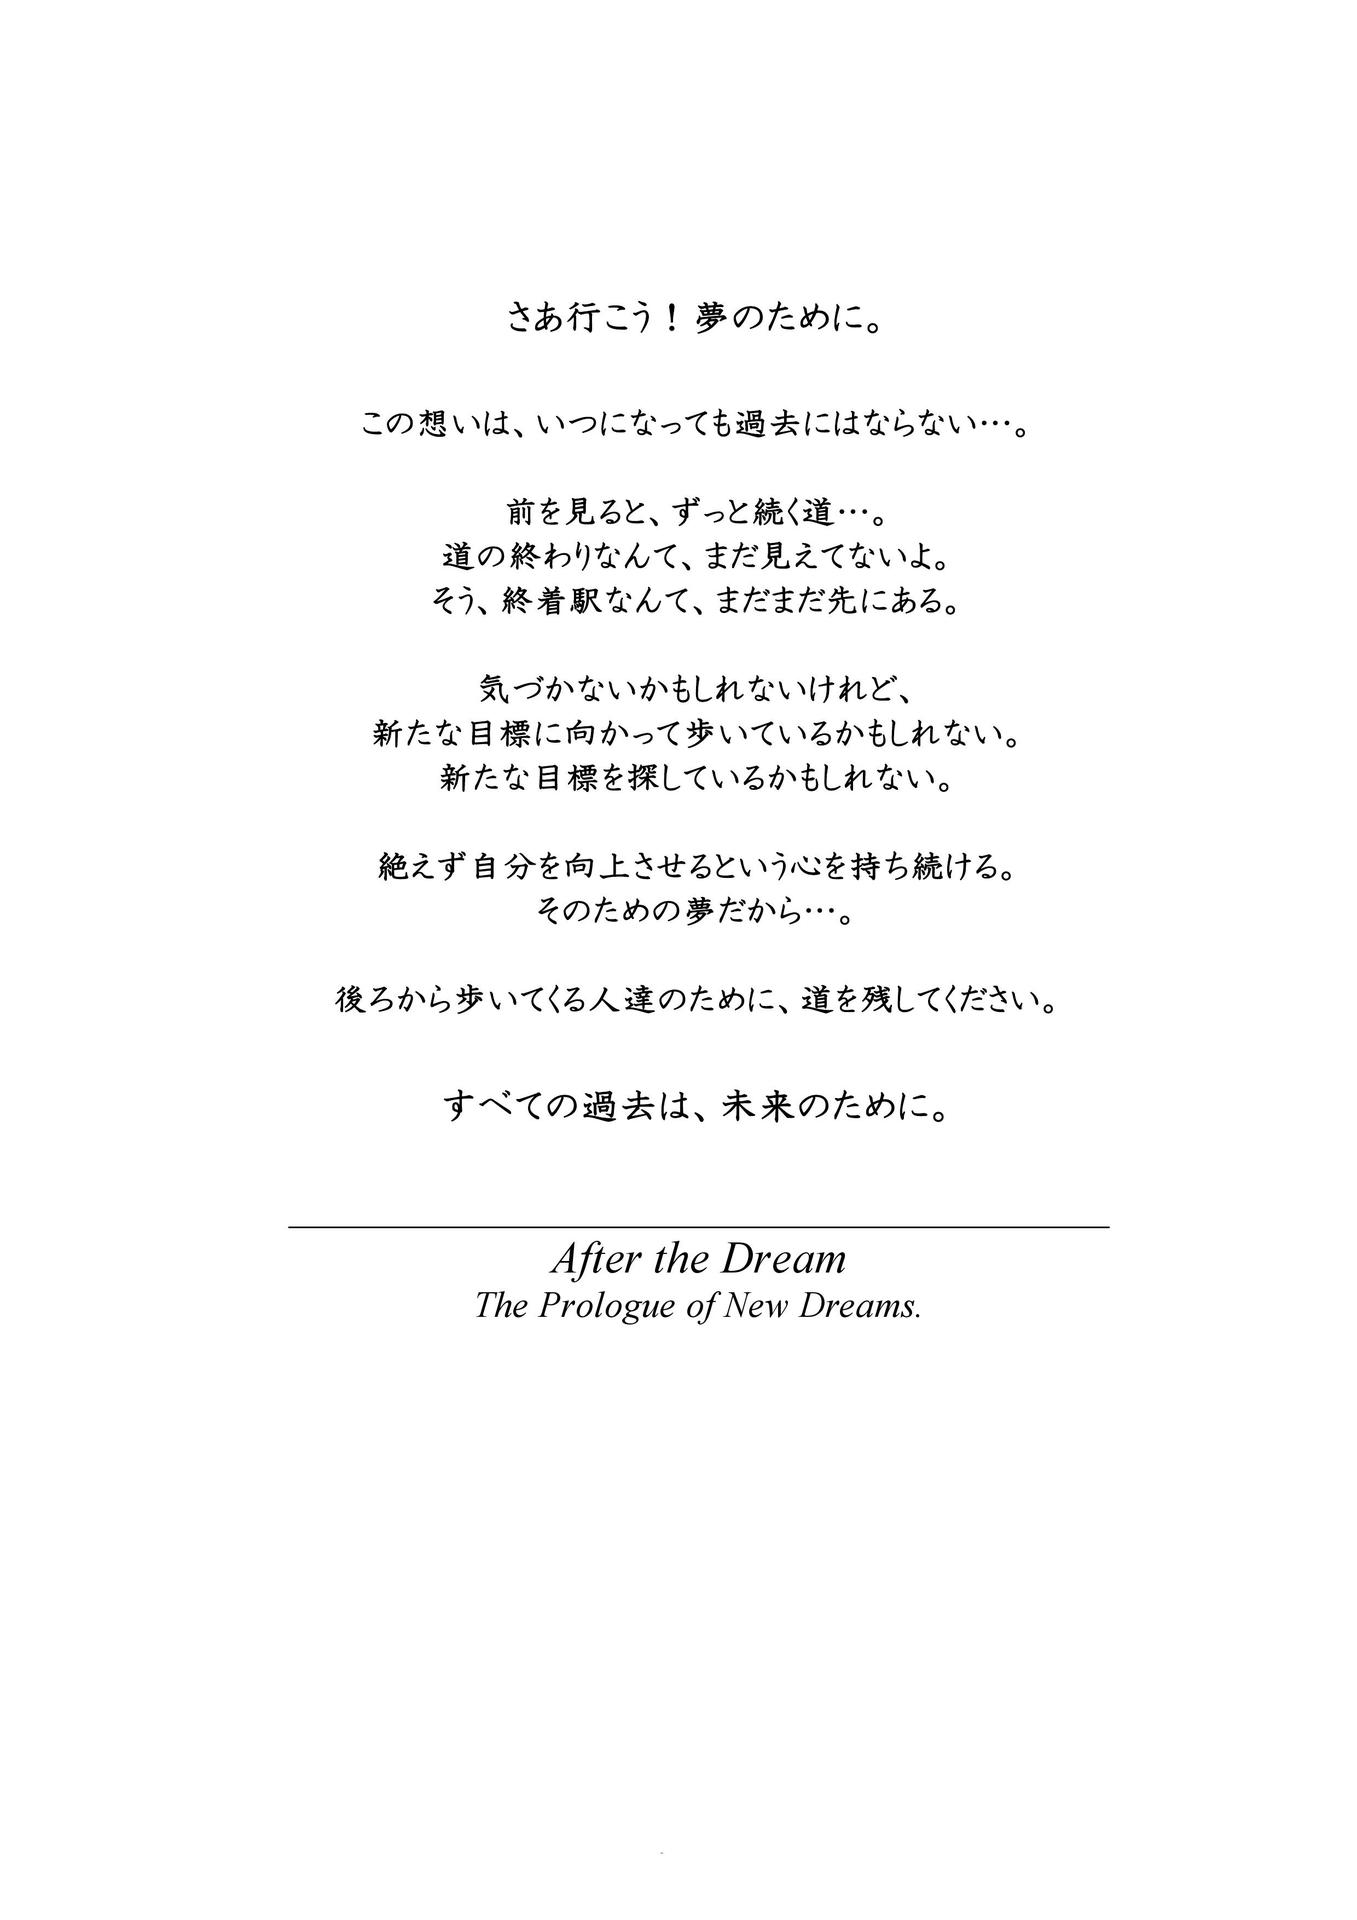 さあ行こう！夢のために。
この想いは、いつになっても過去にはならない…。
前を見ると、ずっと続く道…。
道の終わりなんて、まだ見えてないよ。
そう、終着駅なんて、まだまだ先にある。
気づかないかもしれないけれど、
新たな目標に向かって歩いているかもしれない。
新たな目標を探しているかもしれない。
絶えず自分を向上させるという心を持ち続ける。
そのための夢だから…。
後ろから歩いてくる人達のために、道を残してください。
すべての過去は、未来のために。
After the Dream
The Prologue of New Dreams.